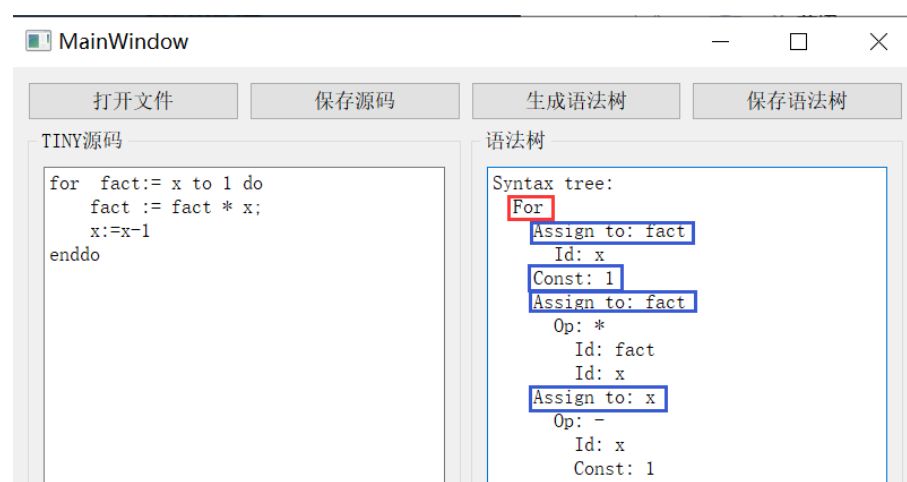 MainWindow
打开文件 保存源码 生成语法树 保存语法树
TINY源码
for  fact:= x to 1 do
    fact := fact * x;
    x:=x-1
enddo
语法树
Syntax tree:
  For
    Assign to: fact
      Id: x
    Const: 1
    Assign to: fact
      Op: *
        Id: fact
        Id: x
    Assign to: x
      Op: -
        Id: x
        Const: 1